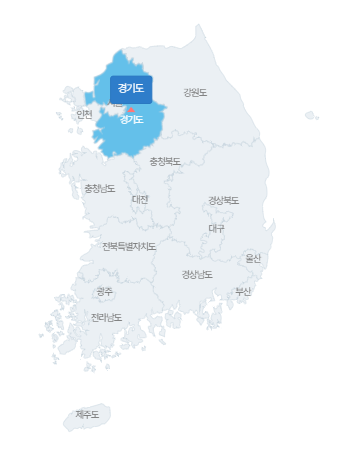 경기도
강원도
인천
경기도
충청북도
충청남도
대전
경상북도
대구
전북특별자치도
울산
경상남도
부산
광주
전라남도
제주도